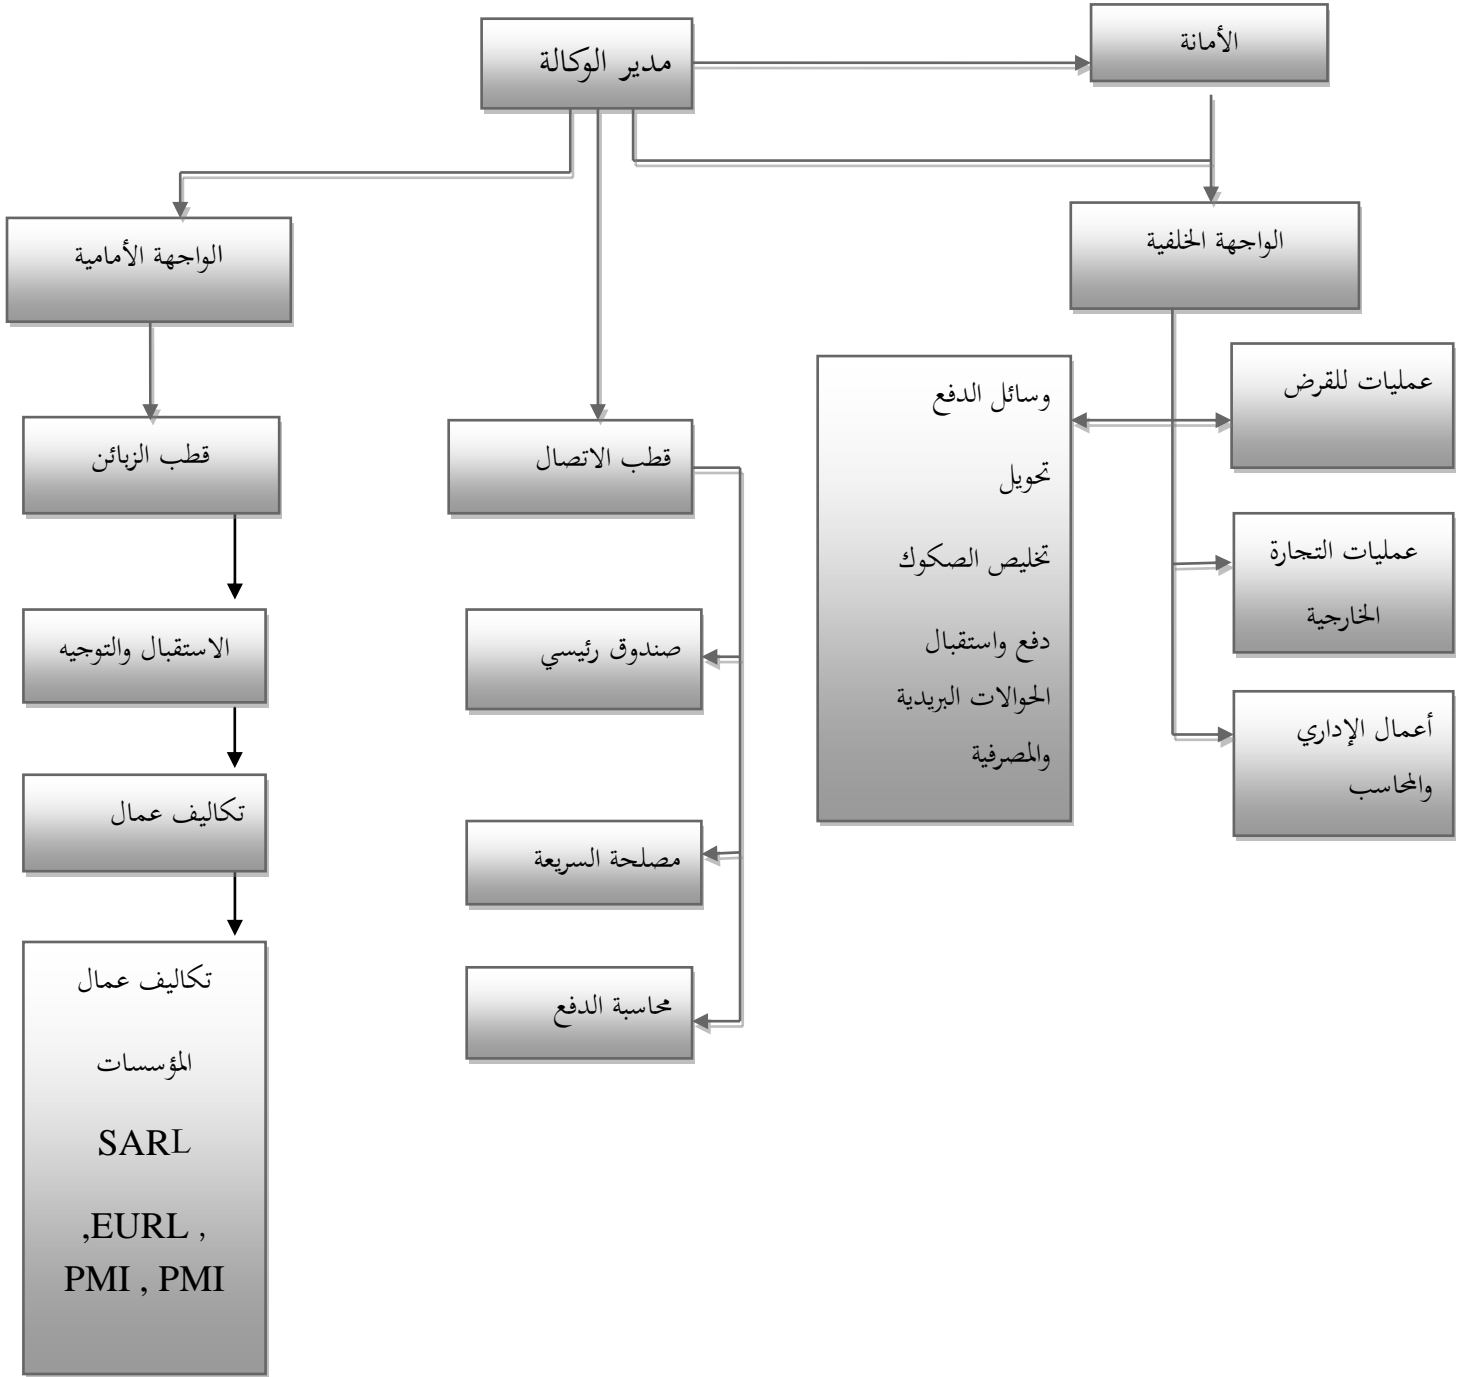 الأمانة
مدير الوكالة
الواجهة الخلفية
الواجهة الأمامية
عمليات للقرض
عمليات التجارة
الخارجية
أعمال الإداري
والمحاسب
وسائل الدفع
تحويل
تخليص الصكوك
دفع واستقبال
الحوالات البريدية
والمصرفية
قطب الاتصال
صندوق رئيسي
مصلحة السريعة
محاسبة الدفع
قطب الزبائن
الاستقبال والتوجيه
تكاليف عمال
تكاليف عمال
المؤسسات
SARL
,EURL ,
PMI , PMI